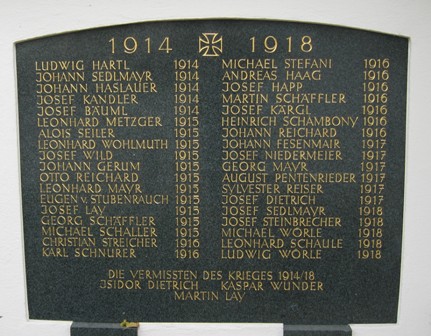 1914 1918
LUDWIG HARTL 1914
JOHANN SEDLMAYR 1914
JOHANN HASLAUER 1914
JOSEF KANDLER 1914
JOSEF BÄUML 1914
LEONHARD METZGER 1915
ALOIS SEILER 1915
LEONHARD WOHLMUTH 1915
JOSEF WILD 1915
JOHANN GERUM 1915
OTTO REICHARD 1915
LEONHARD MAYR 1915
EUGEN v. STUBENRAUCH 1915
JOSEF LAY 1915
GEORG SCHÄFFLER 1915
MICHAEL SCHALLER 1915
CHRISTIAN STREICHER 1916
KARL SCHNURER 1916
MICHAEL STEFANI 1916
ANDREAS HAAG 1916
JOSEF HAPP 1916
MARTIN SCHÄFFLER 1916
JOSEF KARGL 1916
HEINRICH SCHAMBONY 1916
JOHANN REICHARD 1916
JOHANN FESENMAIR 1917
JOSEF NIEDERMEIER 1917
GEORG MAYR 1917
AUGUST PENTENRIEDER 1917
SYLVESTER REISER 1917
JOSEF DIETRICH 1917
JOSEF SEDLMAYR 1918
JOSEF STEINBRECHER 1918
MICHAEL WÖRLE 1918
LEONHARD SCHÄULE 1918
LUDWIG WÖRLE 1918
DIE VERMISSTEN DES KRIEGES 1914/18
ISIDOR DIETRICH KASPAR WUNDER
MARTIN LAY